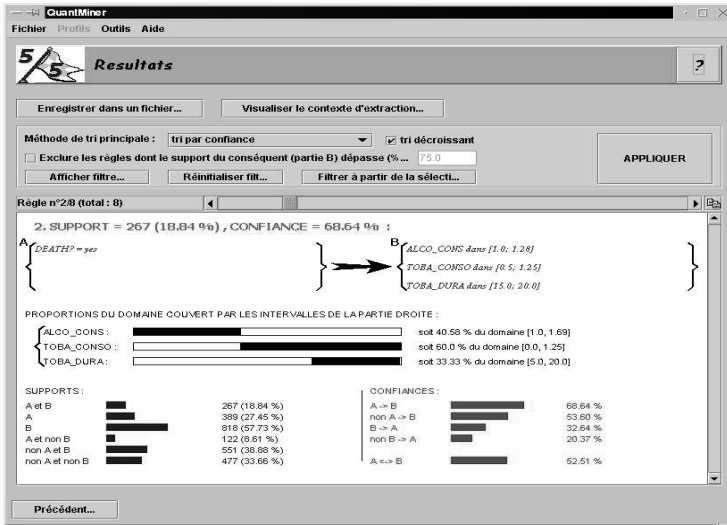 QuantMiner
Fichier Profils Outils Aide
5/5 Resultats ?
Enregistrer dans un fichier... Visualiser le contexte d'extraction...
Méthode de tri principale : tri par confiance tri décroissant
Exclure les règles dont le support du conséquent (partie B) dépasse (% ... 75.0
APPLIQUER
Afficher filtre... Réinitialiser filt... Filtrer à partir de la sélecti...
Règle n°2/8 (total : 8)
2. SUPPORT = 267 (18.84 %) , CONFIANCE = 68.64 % :
A DEATH? = yes
B ALCO_CONS dans [1.0; 1.28]
TOBA_CONSO dans [0.5; 1.25]
TOBA_DURA dans [15.0; 20.0]
PROPORTIONS DU DOMAINE COUVERT PAR LES INTERVALLES DE LA PARTIE DROITE :
ALCO_CONS : soit 40.58 % du domaine [1.0, 1.69]
TOBA_CONSO : soit 60.0 % du domaine [0.0, 1.25]
TOBA_DURA : soit 33.33 % du domaine [5.0, 20.0]
SUPPORTS : CONFIANCES :
A et B 267 (18.84 %) A -> B 68.64 %
A 389 (27.45 %) non A -> B 53.60 %
B 818 (57.73 %) B -> A 32.64 %
A et non B 122 (8.61 %) non B -> A 20.37 %
non A et B 551 (38.88 %)
non A et non B 477 (33.66 %) A <-> B 52.51 %
Précédent...